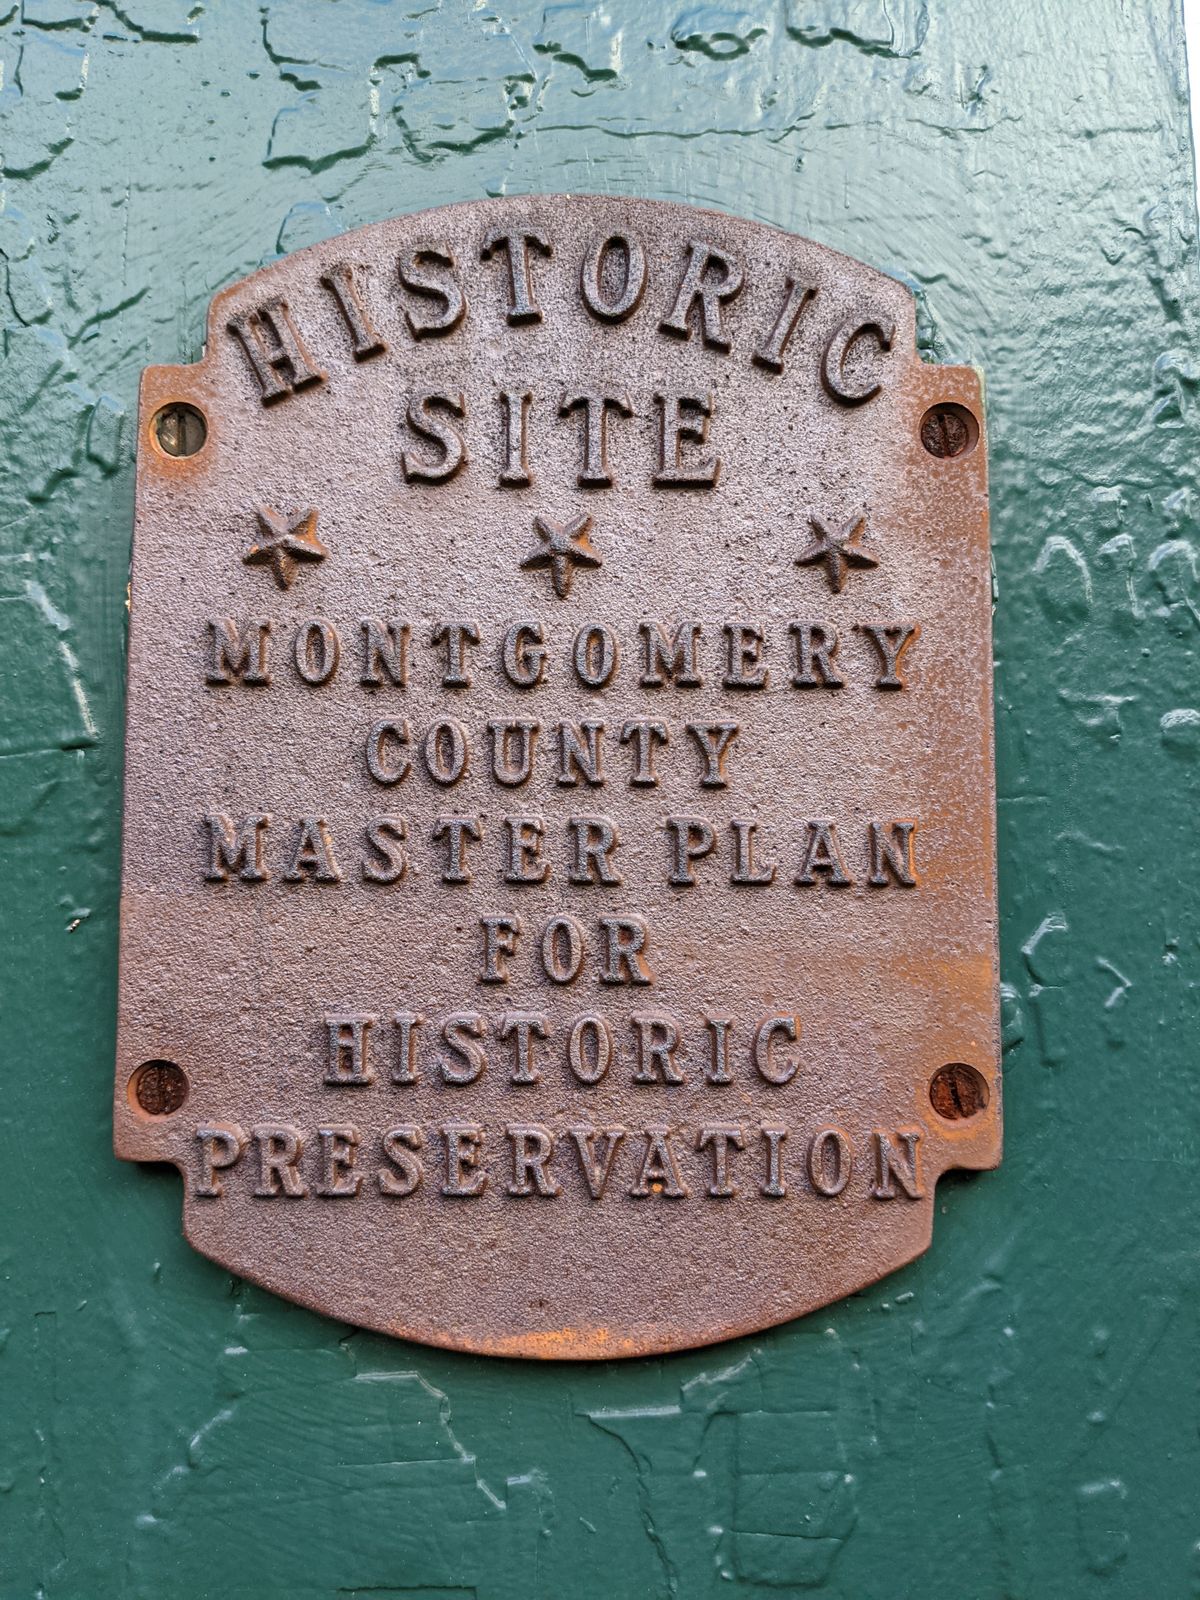 HISTORIC
SITE
MONTGOMERY
COUNTY
MASTER PLAN
FOR
HISTORIC
PRESERVATION